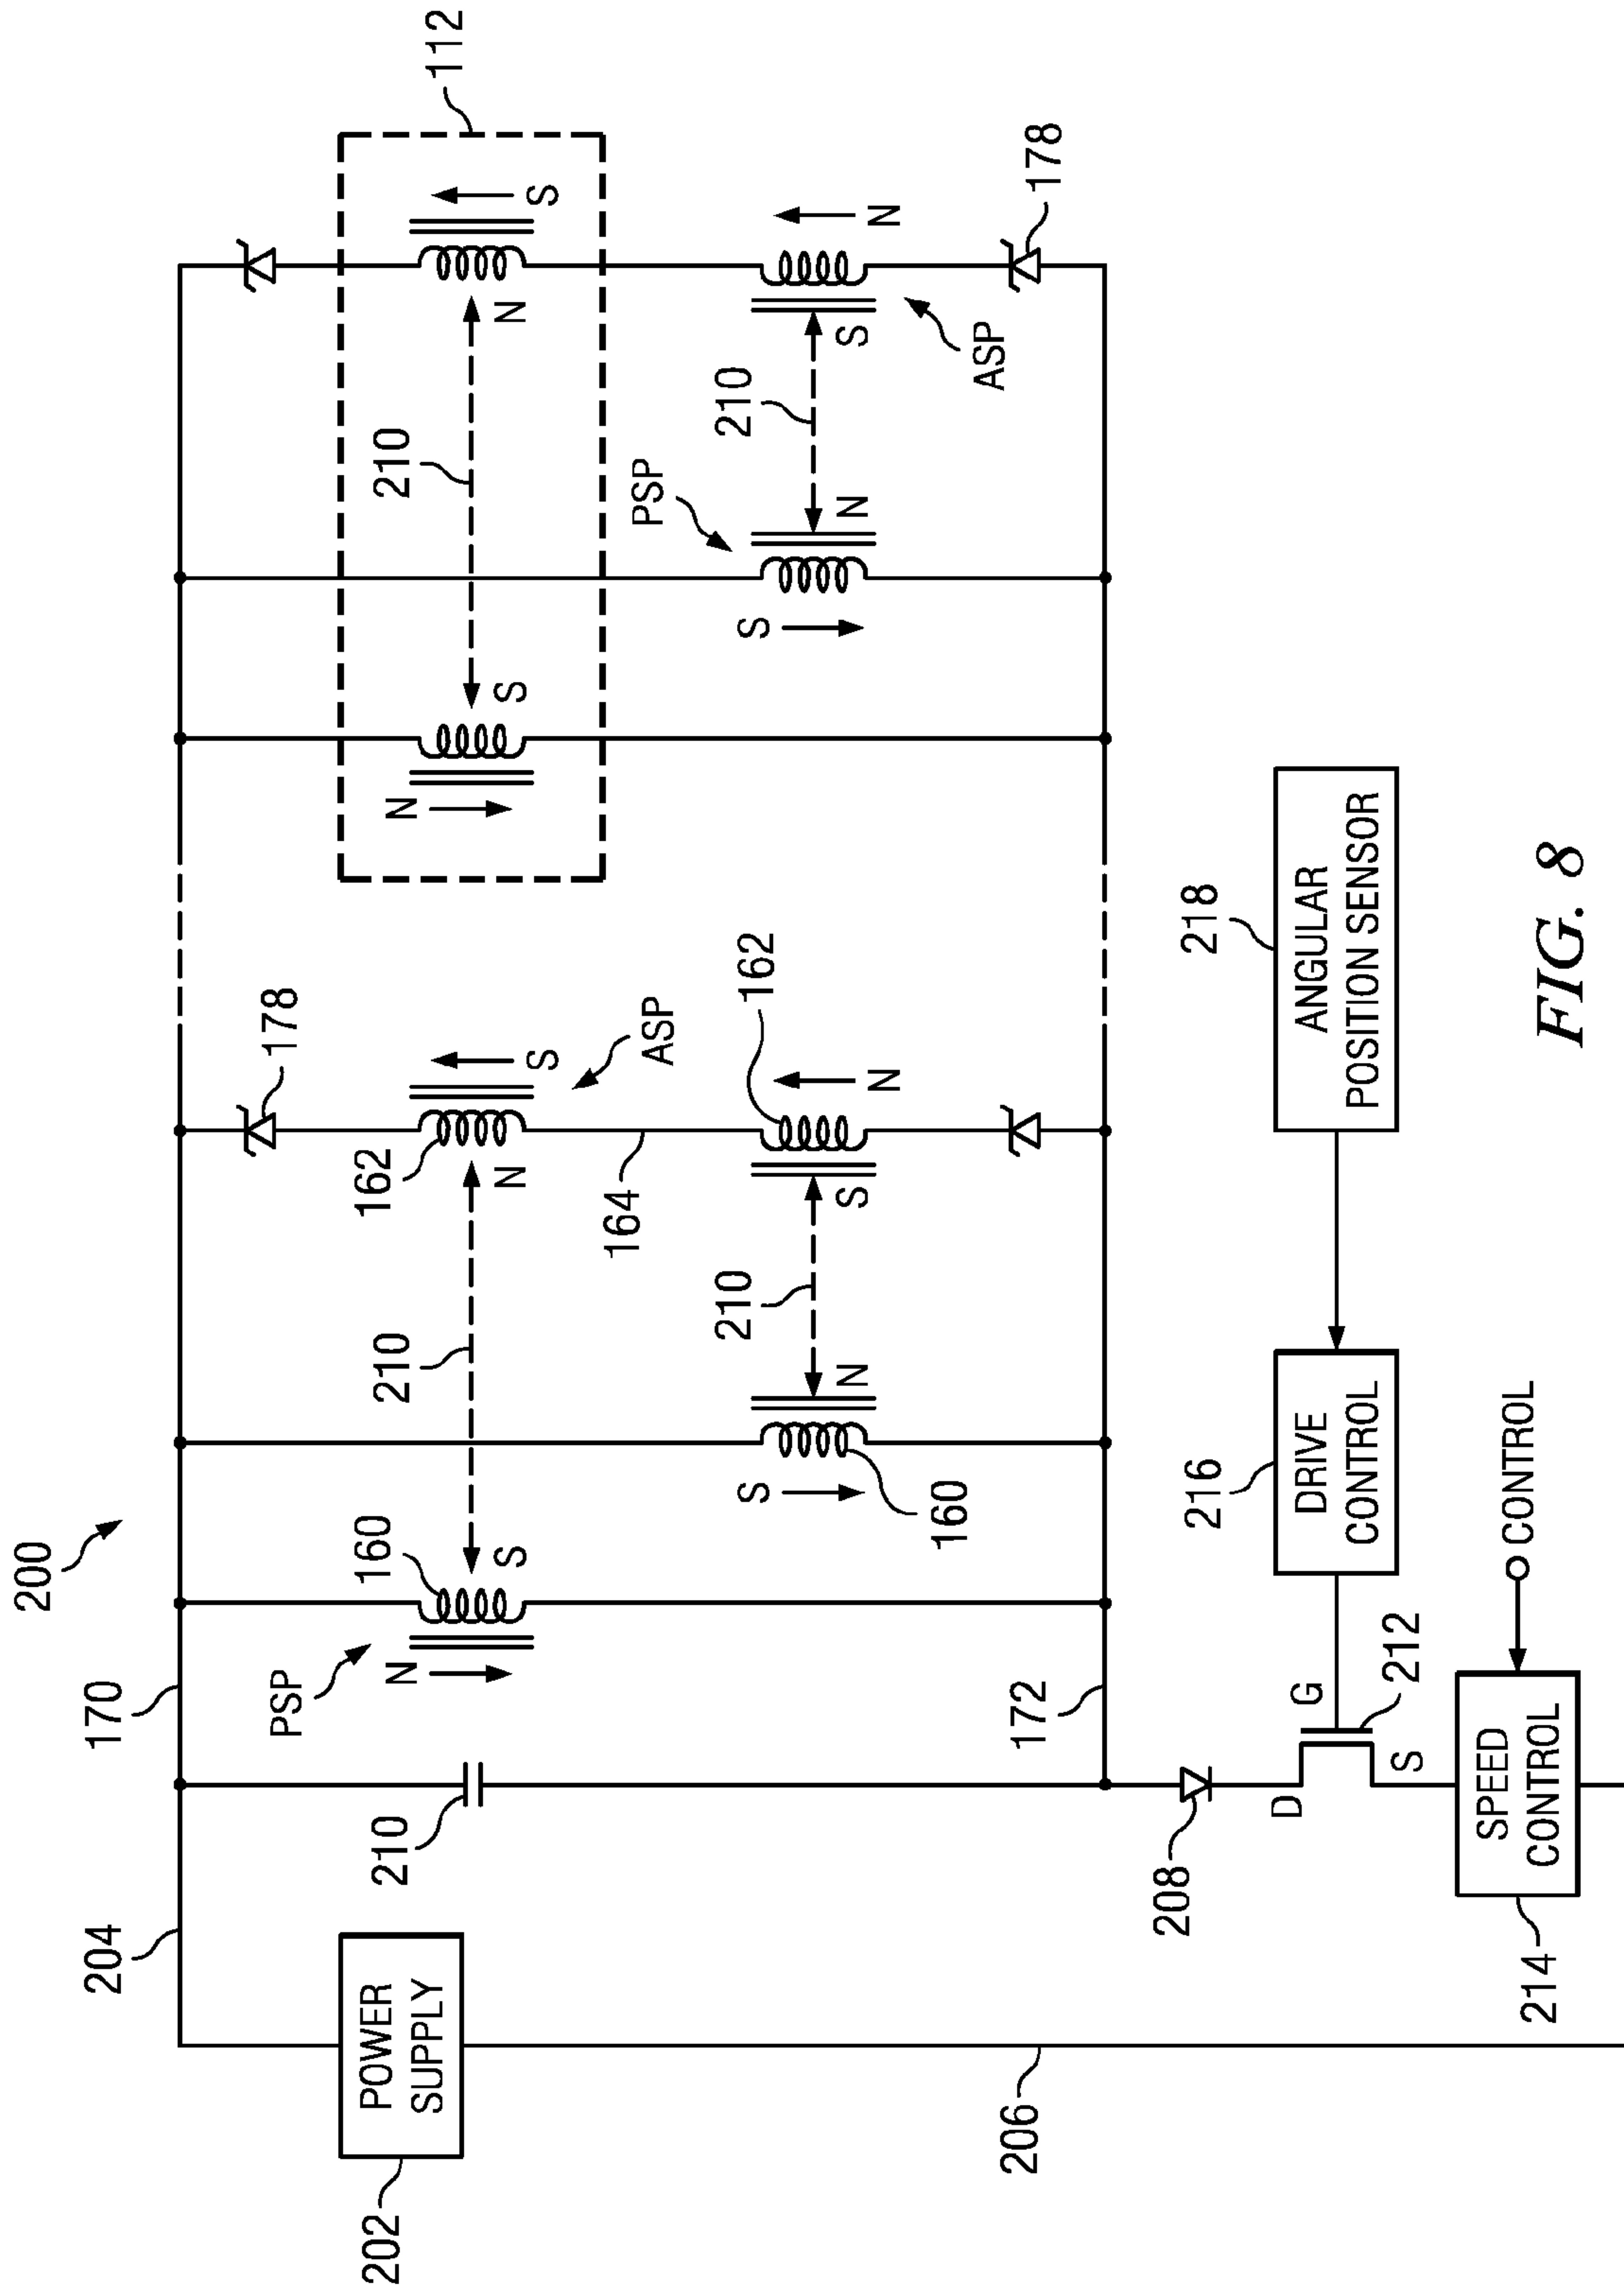 200
204
170
202
POWER
SUPPLY
206
210
PSP
N
S
160
210
N
162
S
178
ASP
164
S
N
160
210
S
162
N
172
208
D
G
S
212
SPEED
CONTROL
214
CONTROL
216
DRIVE
CONTROL
218
ANGULAR
POSITION SENSOR
N
S
210
N
S
112
PSP
S
N
210
S
N
ASP
178
FIG. 8